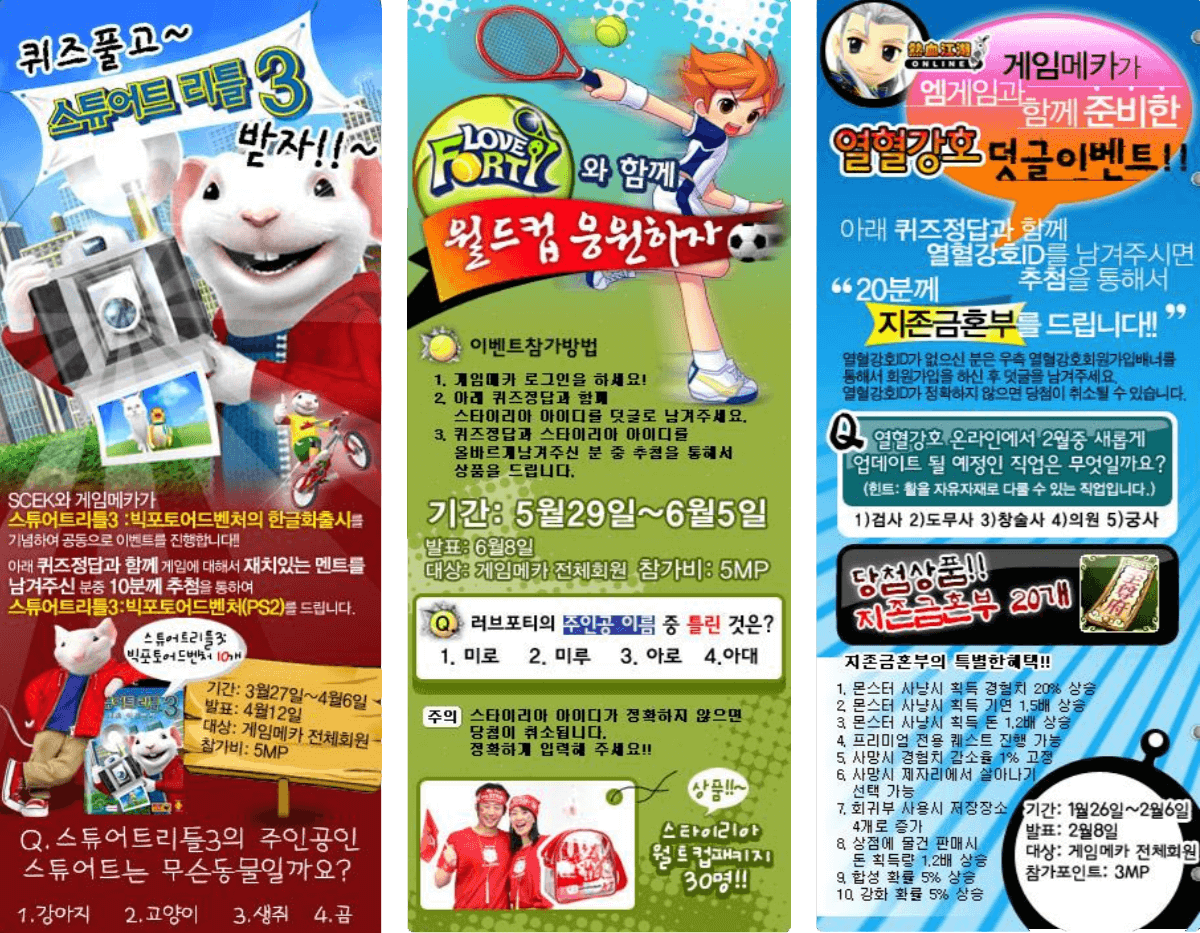 퀴즈풀고~
스튜어트 리틀 3
받자!!~
SCEK와 게임메카가
스튜어트리틀3 :빅포토어드벤처의 한글화출시를
기념하여 공동으로 이벤트를 진행합니다!!
아래 퀴즈정답과 함께 게임에 대해서 재치있는 멘트를
남겨주신 분중 10분께 추첨을 통하여
스튜어트리틀3:빅포토어드벤처(PS2)를 드립니다.
스튜어트리틀3:
빅포토어드벤처 10개
기간: 3월27일~4월6일
발표: 4월12일
대상: 게임메카 전체회원
참가비: 5MP
Q.스튜어트리틀3의 주인공인
스튜어트는 무슨동물일까요?
1.강아지 2.고양이 3.생쥐 4.곰
LOVE
FORTY
와 함께
월드컵 응원하자
이벤트참가방법
1. 게임메카 로그인을 하세요!
2. 아래 퀴즈정답과 함께
스타이리아 아이디를 덧글로 남겨주세요.
3. 퀴즈정답과 스타이리아 아이디를
올바르게남겨주신 분 중 추첨을 통해서
상품을 드립니다.
기간: 5월29일~6월5일
발표: 6월8일
대상: 게임메카 전체회원 참가비: 5MP
Q 러브포티의 주인공 이름 중 틀린 것은?
1. 미로 2. 미루 3. 아로 4.아대
주의 스타이리아 아이디가 정확하지 않으면
당첨이 취소됩니다.
정확하게 입력해 주세요!!
상품!!~
스타이리아
월드컵패키지
30명!!
熱血江湖
ONLINE
게임메카가
엠게임과
함께 준비한
열혈강호 덧글이벤트!!
아래 퀴즈정답과 함께
열혈강호ID를 남겨주시면
추첨을 통해서
“20분께
지존금혼부를 드립니다!!”
열혈강호ID가 없으신 분은 우측 열혈강호회원가입배너를
통해서 회원가입을 하신 후 덧글을 남겨주세요.
열혈강호ID가 정확하지 않으면 당첨이 취소될 수 있습니다.
Q 열혈강호 온라인에서 2월중 새롭게
업데이트 될 예정인 직업은 무엇일까요?
(힌트: 활을 자유자재로 다룰 수 있는 직업입니다.)
1)검사 2)도무사 3)창술사 4)의원 5)궁사
당첨상품!!
지존금혼부 20개
지존금혼부의 특별한혜택!!
1. 몬스터 사냥시 획득 경험치 20% 상승
2. 몬스터 사냥시 획득 기연 1,5배 상승
3. 몬스터 사냥시 획득 돈 1,2배 상승
4. 프리미엄 전용 퀘스트 진행 가능
5. 사망시 경험치 감소율 1% 고정
6. 사망시 제자리에서 살아나기
선택 가능
7. 회귀부 사용시 저장장소
4개로 증가
8. 상점에 물건 판매시
돈 획득량 1,2배 상승
9. 합성 확률 5% 상승
10. 강화 확률 5% 상승
기간: 1월26일~2월6일
발표: 2월8일
대상: 게임메카 전체회원
참가포인트: 3MP